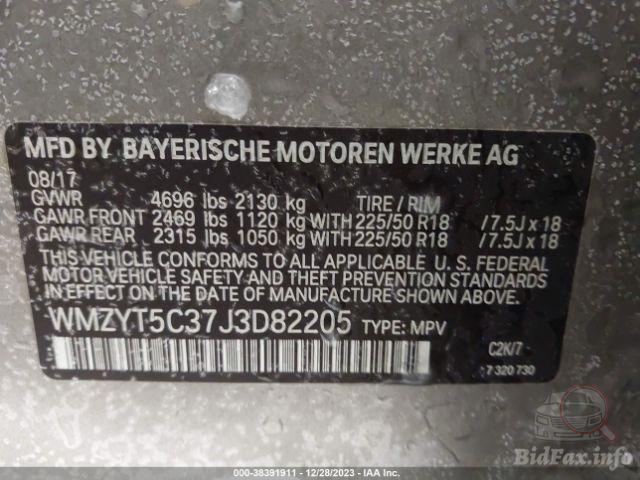 MFD BY BAYERISCHE MOTOREN WERKE AG
08/17
GVWR 4696 lbs 2130 kg TIRE / RIM
GAWR FRONT 2469 lbs 1120 kg WITH 225/50 R18 /7.5J x 18
GAWR REAR 2315 lbs 1050 kg WITH 225/50 R18 /7.5J x 18
THIS VEHICLE CONFORMS TO ALL APPLICABLE U. S. FEDERAL
MOTOR VEHICLE SAFETY AND THEFT PREVENTION STANDARDS
IN EFFECT ON THE DATE OF MANUFACTURE SHOWN ABOVE.
WMZYT5C37J3D82205 TYPE: MPV
C2K/7
7 320 730
000-38391911 - 12/28/2023 - IAA Inc.
BidFax.info